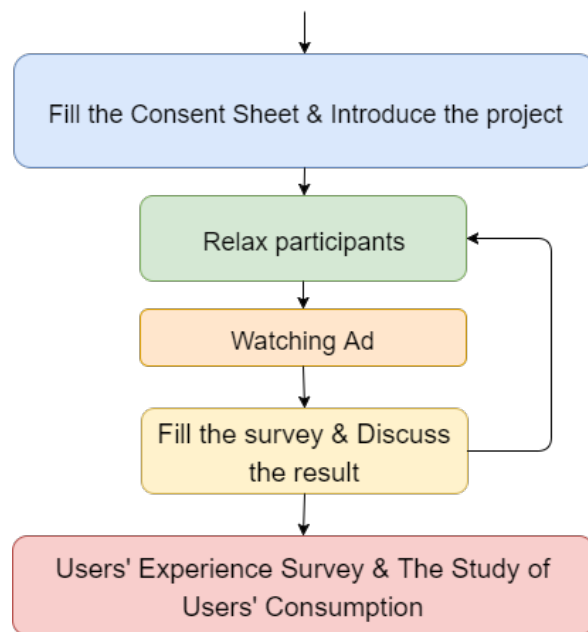 Fill the Consent Sheet & Introduce the project
Relax participants
Watching Ad
Fill the survey & Discuss
the result
Users' Experience Survey & The Study of
Users' Consumption